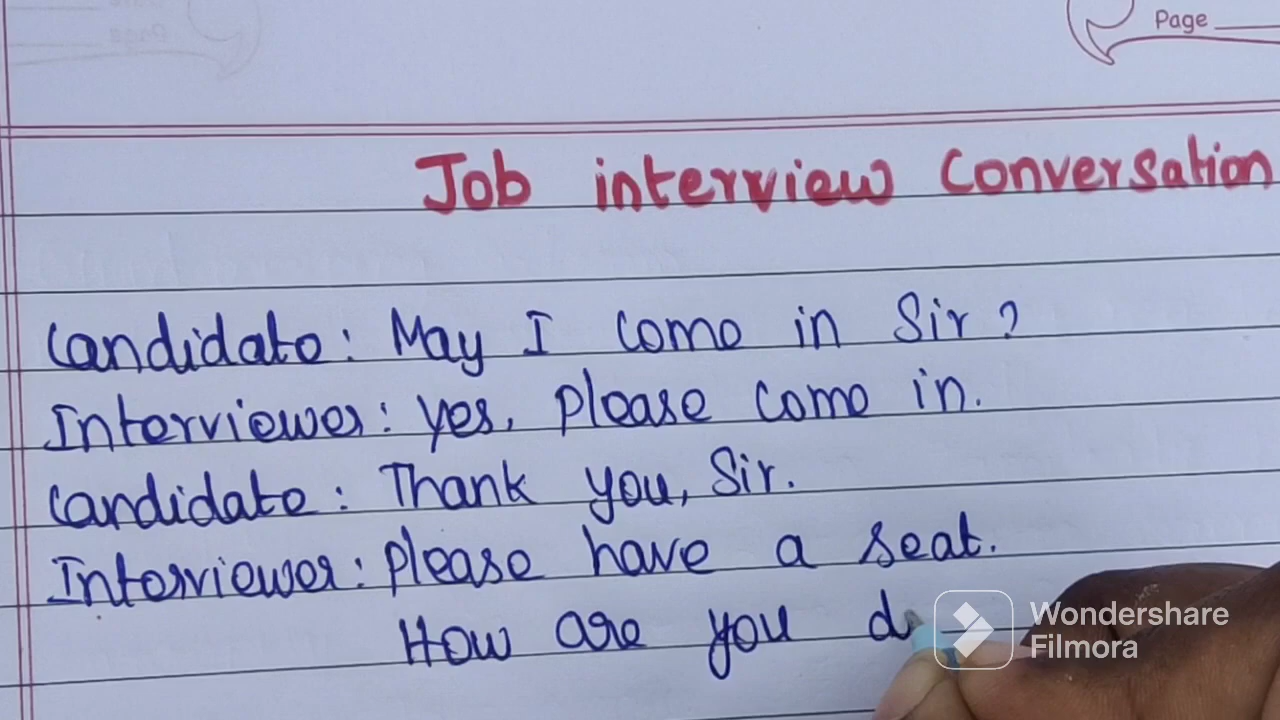 Page
Job interview Conversation
Candidate: May I come in Sir?
Interviewer: yes, please come in.
Candidate: Thank you, Sir.
Interviewer: please have a seat.
How are you d
Wondershare
Filmora